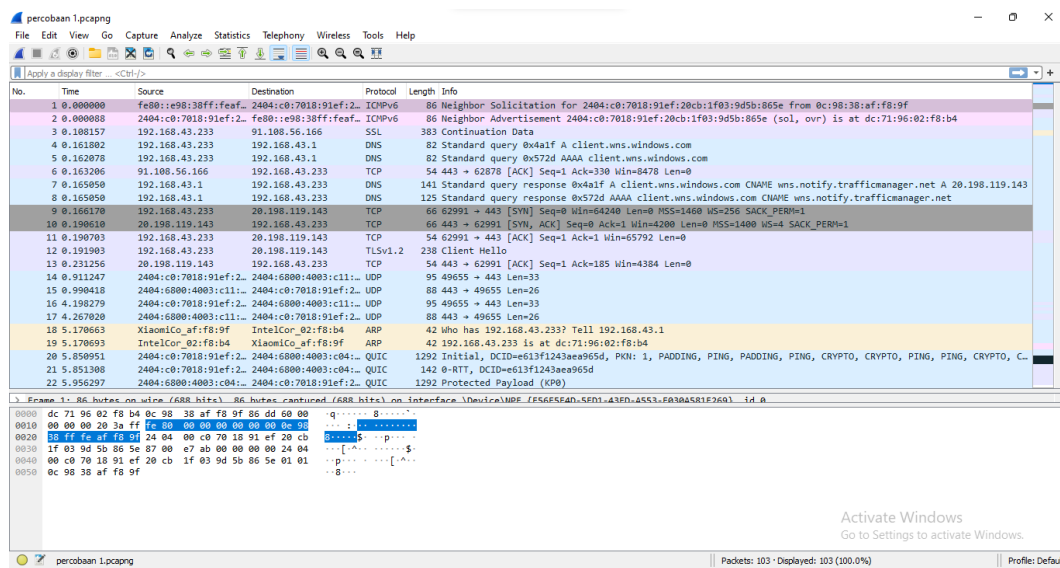 percobaan 1.pcapng
File Edit View Go Capture Analyze Statistics Telephony Wireless Tools Help
Apply a display filter ... <Ctrl-/>
No. Time Source Destination Protocol Length Info
1 0.000000 fe80::e98:38ff:feaf… 2404:c0:7018:91ef:2… ICMPv6 86 Neighbor Solicitation for 2404:c0:7018:91ef:20cb:1f03:9d5b:865e from 0c:98:38:af:f8:9f
2 0.000088 2404:c0:7018:91ef:2… fe80::e98:38ff:feaf… ICMPv6 86 Neighbor Advertisement 2404:c0:7018:91ef:20cb:1f03:9d5b:865e (sol, ovr) is at dc:71:96:02:f8:b4
3 0.108157 192.168.43.233 91.108.56.166 SSL 383 Continuation Data
4 0.161802 192.168.43.233 192.168.43.1 DNS 82 Standard query 0x4a1f A client.wns.windows.com
5 0.162078 192.168.43.233 192.168.43.1 DNS 82 Standard query 0x572d AAAA client.wns.windows.com
6 0.163206 91.108.56.166 192.168.43.233 TCP 54 443 → 62878 [ACK] Seq=1 Ack=330 Win=8478 Len=0
7 0.165050 192.168.43.1 192.168.43.233 DNS 141 Standard query response 0x4a1f A client.wns.windows.com CNAME wns.notify.trafficmanager.net A 20.198.119.143
8 0.165050 192.168.43.1 192.168.43.233 DNS 125 Standard query response 0x572d AAAA client.wns.windows.com CNAME wns.notify.trafficmanager.net
9 0.166170 192.168.43.233 20.198.119.143 TCP 66 62991 → 443 [SYN] Seq=0 Win=64240 Len=0 MSS=1460 WS=256 SACK_PERM=1
10 0.190610 20.198.119.143 192.168.43.233 TCP 66 443 → 62991 [SYN, ACK] Seq=0 Ack=1 Win=4200 Len=0 MSS=1400 WS=4 SACK_PERM=1
11 0.190703 192.168.43.233 20.198.119.143 TCP 54 62991 → 443 [ACK] Seq=1 Ack=1 Win=65792 Len=0
12 0.191903 192.168.43.233 20.198.119.143 TLSv1.2 238 Client Hello
13 0.231256 20.198.119.143 192.168.43.233 TCP 54 443 → 62991 [ACK] Seq=1 Ack=185 Win=4384 Len=0
14 0.911247 2404:c0:7018:91ef:2… 2404:6800:4003:c11:… UDP 95 49655 → 443 Len=33
15 0.990418 2404:6800:4003:c11:… 2404:c0:7018:91ef:2… UDP 88 443 → 49655 Len=26
16 4.198279 2404:c0:7018:91ef:2… 2404:6800:4003:c11:… UDP 95 49655 → 443 Len=33
17 4.267020 2404:6800:4003:c11:… 2404:c0:7018:91ef:2… UDP 88 443 → 49655 Len=26
18 5.170663 XiaomiCo_af:f8:9f IntelCor_02:f8:b4 ARP 42 Who has 192.168.43.233? Tell 192.168.43.1
19 5.170693 IntelCor_02:f8:b4 XiaomiCo_af:f8:9f ARP 42 192.168.43.233 is at dc:71:96:02:f8:b4
20 5.850951 2404:c0:7018:91ef:2… 2404:6800:4003:c04:… QUIC 1292 Initial, DCID=e613f1243aea965d, PKN: 1, PADDING, PING, PADDING, PING, CRYPTO, CRYPTO, PING, PING, CRYPTO, C…
21 5.851308 2404:c0:7018:91ef:2… 2404:6800:4003:c04:… QUIC 142 0-RTT, DCID=e613f1243aea965d
22 5.956297 2404:6800:4003:c04:… 2404:c0:7018:91ef:2… QUIC 1292 Protected Payload (KP0)
Frame 1: 86 bytes on wire (688 bits), 86 bytes captured (688 bits) on interface \Device\NPF_{F56F5F4D-5FD1-43FD-A553-F030A581F269}, id 0
0000 dc 71 96 02 f8 b4 0c 98 38 af f8 9f 86 dd 60 00 ·q······ 8·····`·
0010 00 00 00 20 3a ff fe 80 00 00 00 00 00 00 0e 98 ··· :··· ········
0020 38 ff fe af f8 9f 24 04 00 c0 70 18 91 ef 20 cb 8·····$· ··p··· ·
0030 1f 03 9d 5b 86 5e 87 00 e7 ab 00 00 00 00 24 04 ···[·^·· ······$·
0040 00 c0 70 18 91 ef 20 cb 1f 03 9d 5b 86 5e 01 01 ··p··· · ···[·^··
0050 0c 98 38 af f8 9f ··8···
Activate Windows
Go to Settings to activate Windows.
percobaan 1.pcapng Packets: 103 · Displayed: 103 (100.0%) Profile: Defau